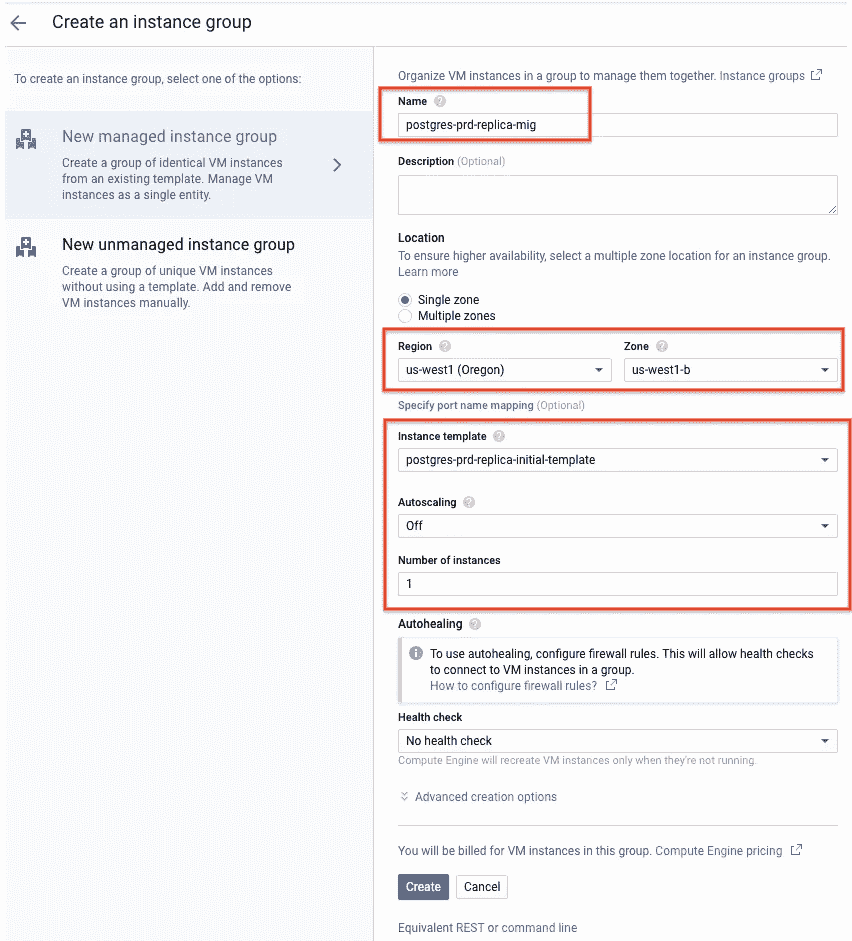 Create an instance group
To create an instance group, select one of the options:
New managed instance group
Create a group of identical VM instances
from an existing template. Manage VM
instances as a single entity.
New unmanaged instance group
Create a group of unique VM instances
without using a template. Add and remove
VM instances manually.
Organize VM instances in a group to manage them together. Instance groups
Name
postgres-prd-replica-mig
Description (Optional)
Location
To ensure higher availability, select a multiple zone location for an instance group.
Learn more
Single zone
Multiple zones
Region Zone
us-west1 (Oregon) us-west1-b
Specify port name mapping (Optional)
Instance template
postgres-prd-replica-initial-template
Autoscaling
Off
Number of instances
1
Autohealing
To use autohealing, configure firewall rules. This will allow health checks
to connect to VM instances in a group.
How to configure firewall rules?
Health check
No health check
Compute Engine will recreate VM instances only when they're not running.
Advanced creation options
You will be billed for VM instances in this group. Compute Engine pricing
Create Cancel
Equivalent REST or command line